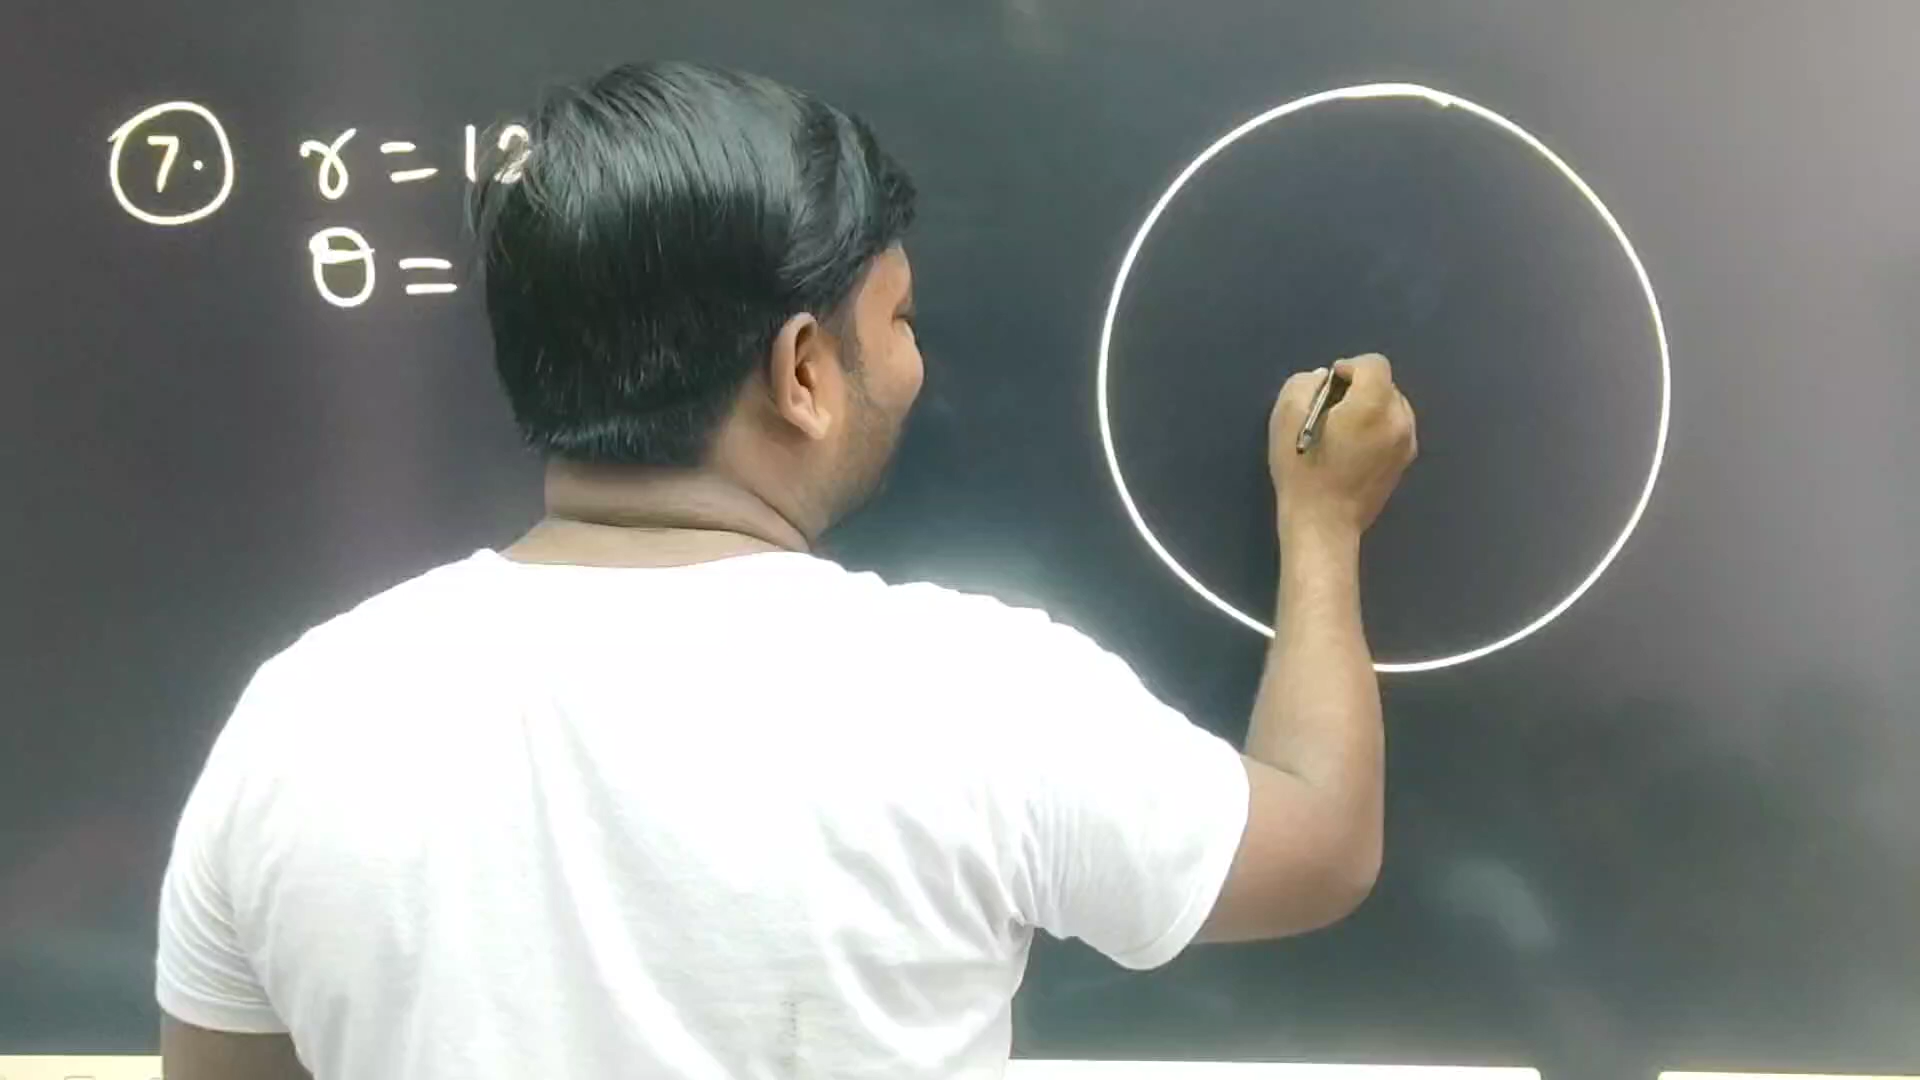 7. r = 12
θ =